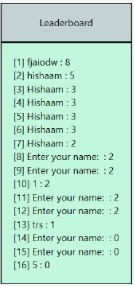 Leaderboard
[1] fjaiodw : 8
[2] hishaam : 5
[3] Hishaam : 3
[4] Hishaam : 3
[5] Hishaam : 3
[6] Hishaam : 3
[7] Hishaam : 2
[8] Enter your name:  : 2
[9] Enter your name:  : 2
[10] 1 : 2
[11] Enter your name:  : 2
[12] Enter your name:  : 2
[13] trs : 1
[14] Enter your name:  : 0
[15] Enter your name:  : 0
[16] 5 : 0